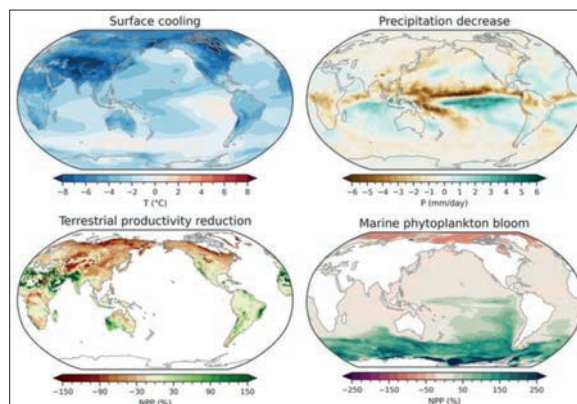 Surface cooling
Precipitation decrease
−8 −4 −2 0 2 4 8
T (°C)
−6 −5 −4 −3 −2 −1 0 1 2 3 4 5 6
P (mm/day)
Terrestrial productivity reduction
Marine phytoplankton bloom
−150 −90 −30 30 90 150
NPP (%)
−250 −150 −50 50 150 250
NPP (%)